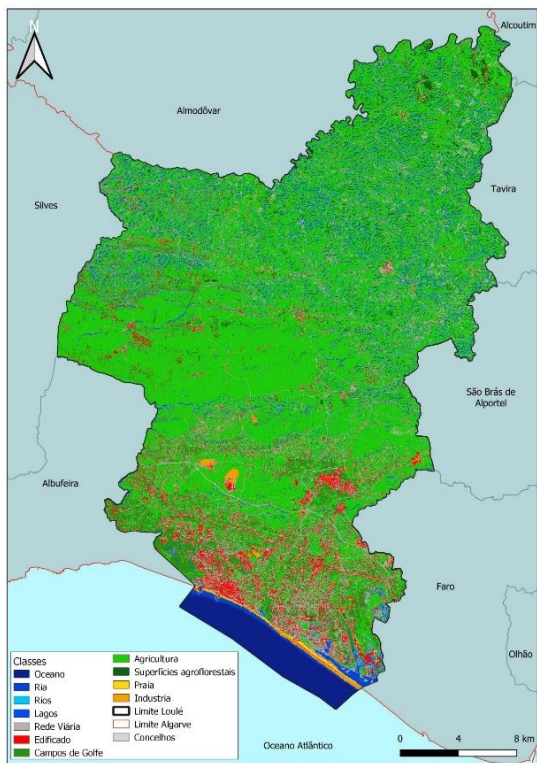 N
Alcoutim
Almodôvar
Silves
Tavira
São Brás de
Alportel
Albufeira
Faro
Olhão
Classes
Oceano
Ria
Rios
Lagos
Rede Viária
Edificado
Campos de Golfe
Agricultura
Superfícies agroflorestais
Praia
Industria
Limite Loulé
Limite Algarve
Concelhos
Oceano Atlântico
0 4 8 km